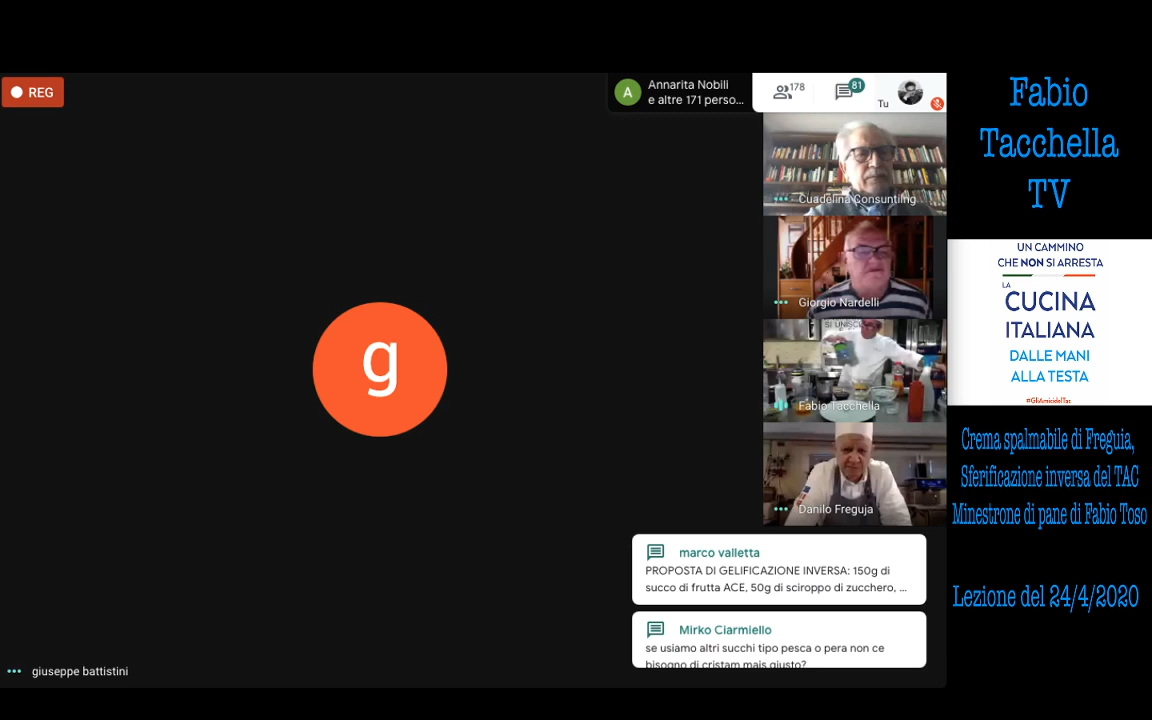 REG
A
Annarita Nobili
e altre 171 perso...
178
81
Tu
Cuadelina Consuntiing
Giorgio Nardelli
SI UNISCE
Fabio Tacchella
Danilo Freguja
g
giuseppe battistini
marco valletta
PROPOSTA DI GELIFICAZIONE INVERSA: 150g di
succo di frutta ACE, 50g di sciroppo di zucchero, ...
Mirko Ciarmiello
se usiamo altri succhi tipo pesca o pera non ce
bisogno di cristam mais giusto?
Fabio
Tacchella
TV
UN CAMMINO
CHE NON SI ARRESTA
LA
CUCINA
ITALIANA
DALLE MANI
ALLA TESTA
#GliAmicidelTac
Crema spalmabile di Freguia,
Sferificazione inversa del TAC
Minestrone di pane di Fabio Toso
Lezione del 24/4/2020